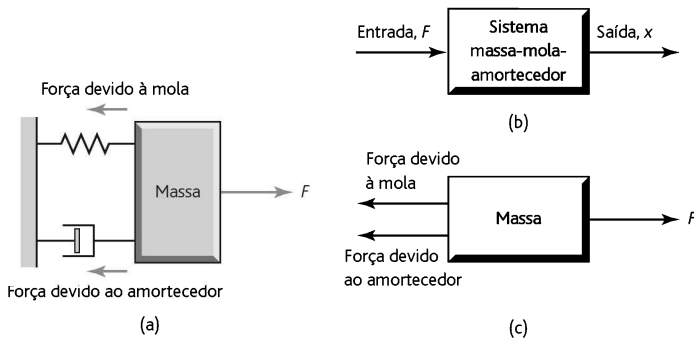 Força devido à mola
Massa
F
Força devido ao amortecedor
(a)
Entrada, F
Sistema
massa-mola-
amortecedor
Saída, x
(b)
Força devido
à mola
Massa
F
Força devido
ao amortecedor
(c)